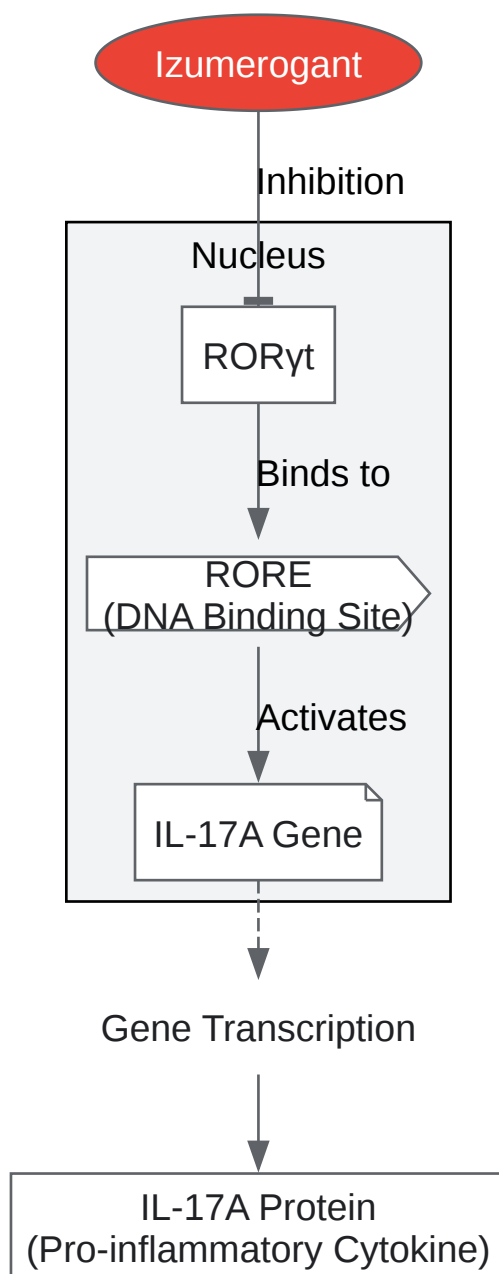 Izumerogant
Inhibition
Nucleus
RORγt
Binds to
RORE
(DNA Binding Site)
Activates
IL-17A Gene
Gene Transcription
IL-17A Protein
(Pro-inflammatory Cytokine)